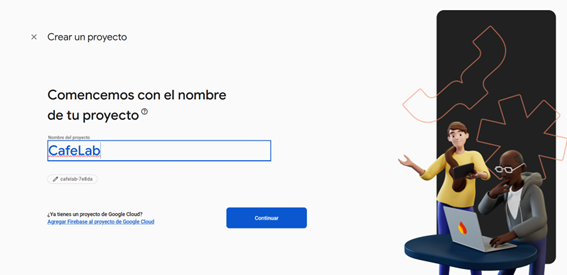 Crear un proyecto
Comencemos con el nombre
de tu proyecto
Nombre del proyecto
CafeLab
cafelab-7e8da
¿Ya tienes un proyecto de Google Cloud?
Agregar Firebase al proyecto de Google Cloud
Continuar